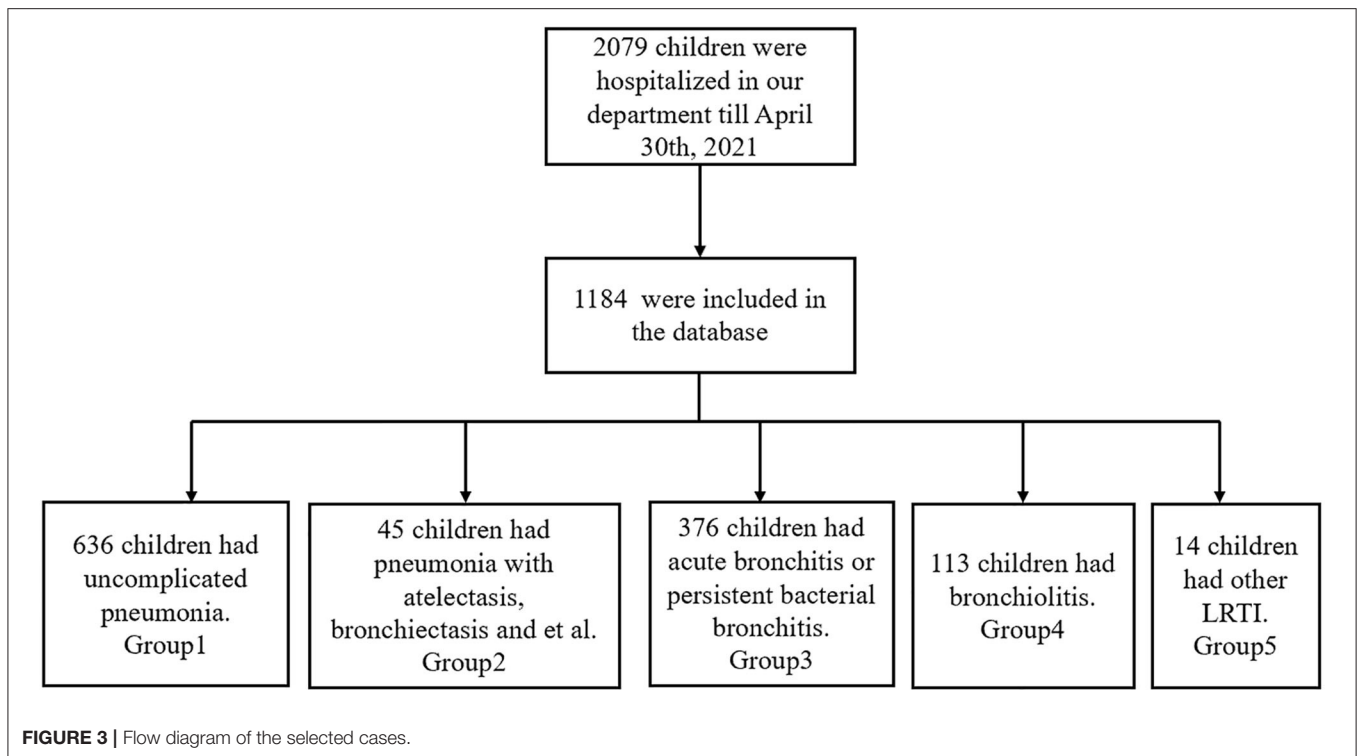 2079 children were
hospitalized in our
department till April
30th, 2021
1184 were included in
the database
636 children had
uncomplicated
pneumonia.
Group1
45 children had
pneumonia with
atelectasis,
bronchiectasis and et al.
Group2
376 children had
acute bronchitis or
persistent bacterial
bronchitis.
Group3
113 children had
bronchiolitis.
Group4
14 children
had other
LRTI.
Group5
FIGURE 3 | Flow diagram of the selected cases.